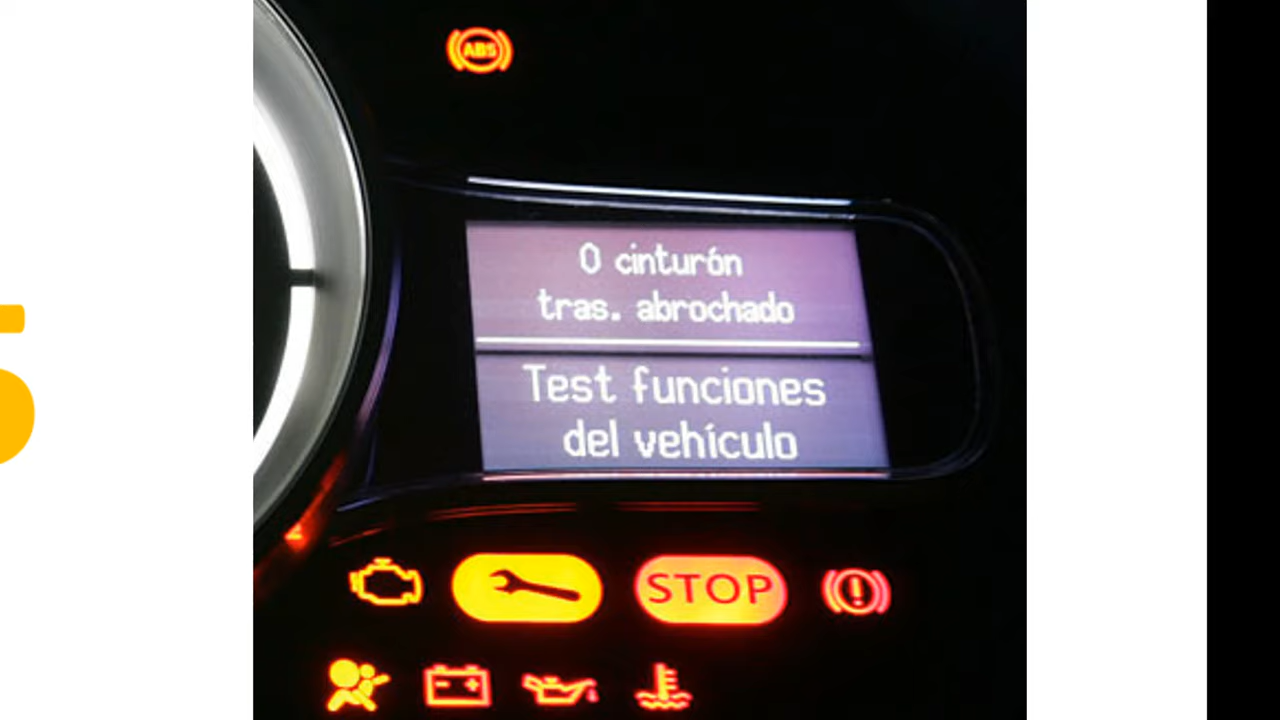 ABS
0 cinturón
tras. abrochado
Test funciones
del vehículo
STOP